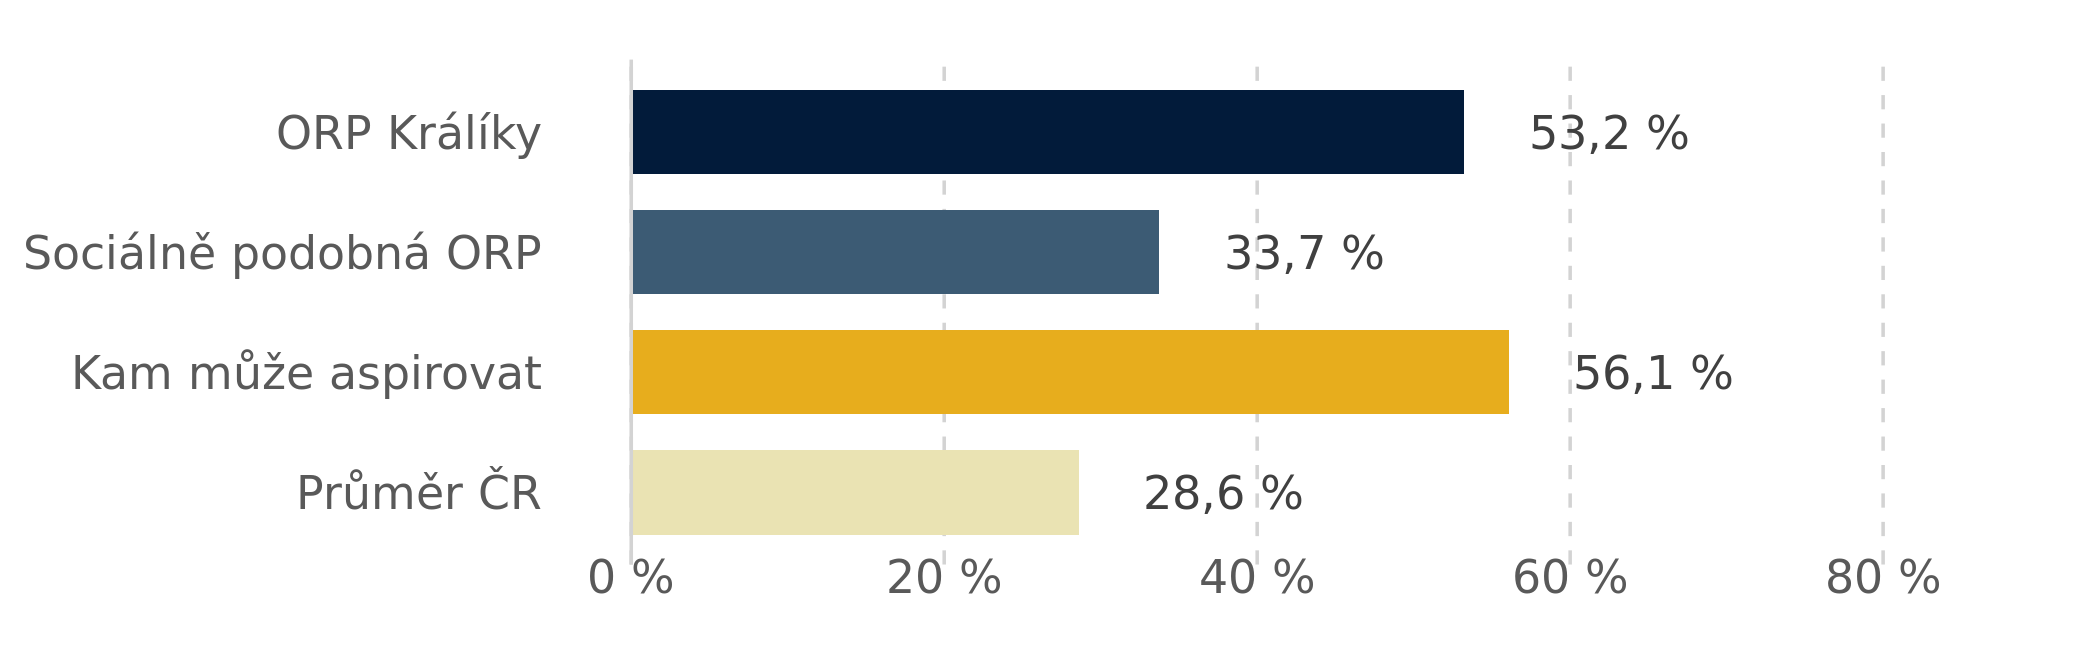 ORP Králíky
53,2 %
Sociálně podobná ORP
33,7 %
Kam může aspirovat
56,1 %
Průměr ČR
28,6 %
0 % 20 % 40 % 60 % 80 %